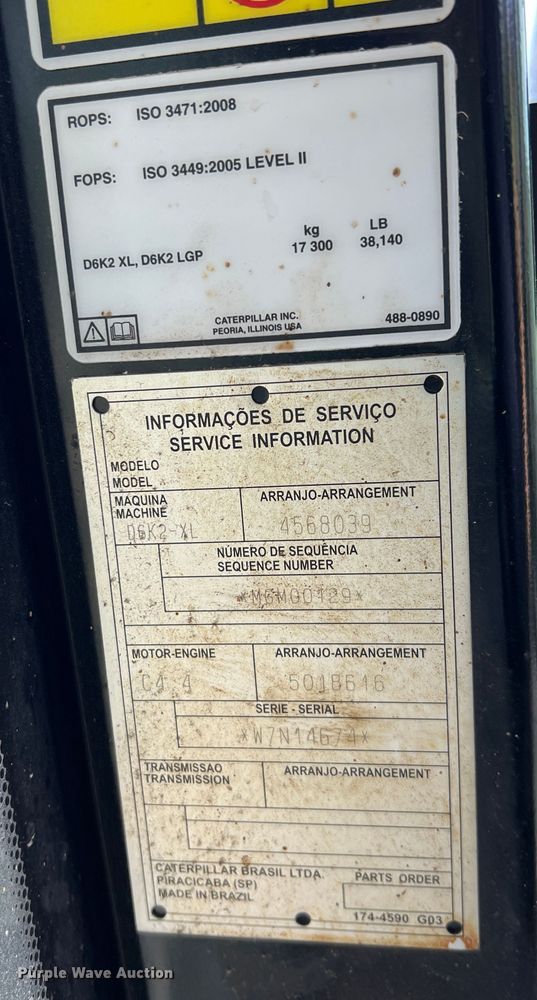 ROPS: ISO 3471:2008
FOPS: ISO 3449:2005 LEVEL II
kg LB
D6K2 XL, D6K2 LGP 17 300 38,140
CATERPILLAR INC.
PEORIA, ILLINOIS USA
488-0890
INFORMAÇÕES DE SERVIÇO
SERVICE INFORMATION
MODELO
MODEL
MÁQUINA
MACHINE
ARRANJO-ARRANGEMENT
D6K2-XL 4568039
NÚMERO DE SEQUÊNCIA
SEQUENCE NUMBER
MOTOR-ENGINE ARRANJO-ARRANGEMENT
C4.4 5018616
SERIE - SERIAL
*W7N14674*
TRANSMISSAO
TRANSMISSION
ARRANJO-ARRANGEMENT
CATERPILLAR BRASIL LTDA.
PIRACICABA (SP)
MADE IN BRAZIL
PARTS ORDER
174-4590 G03
Purple Wave Auction